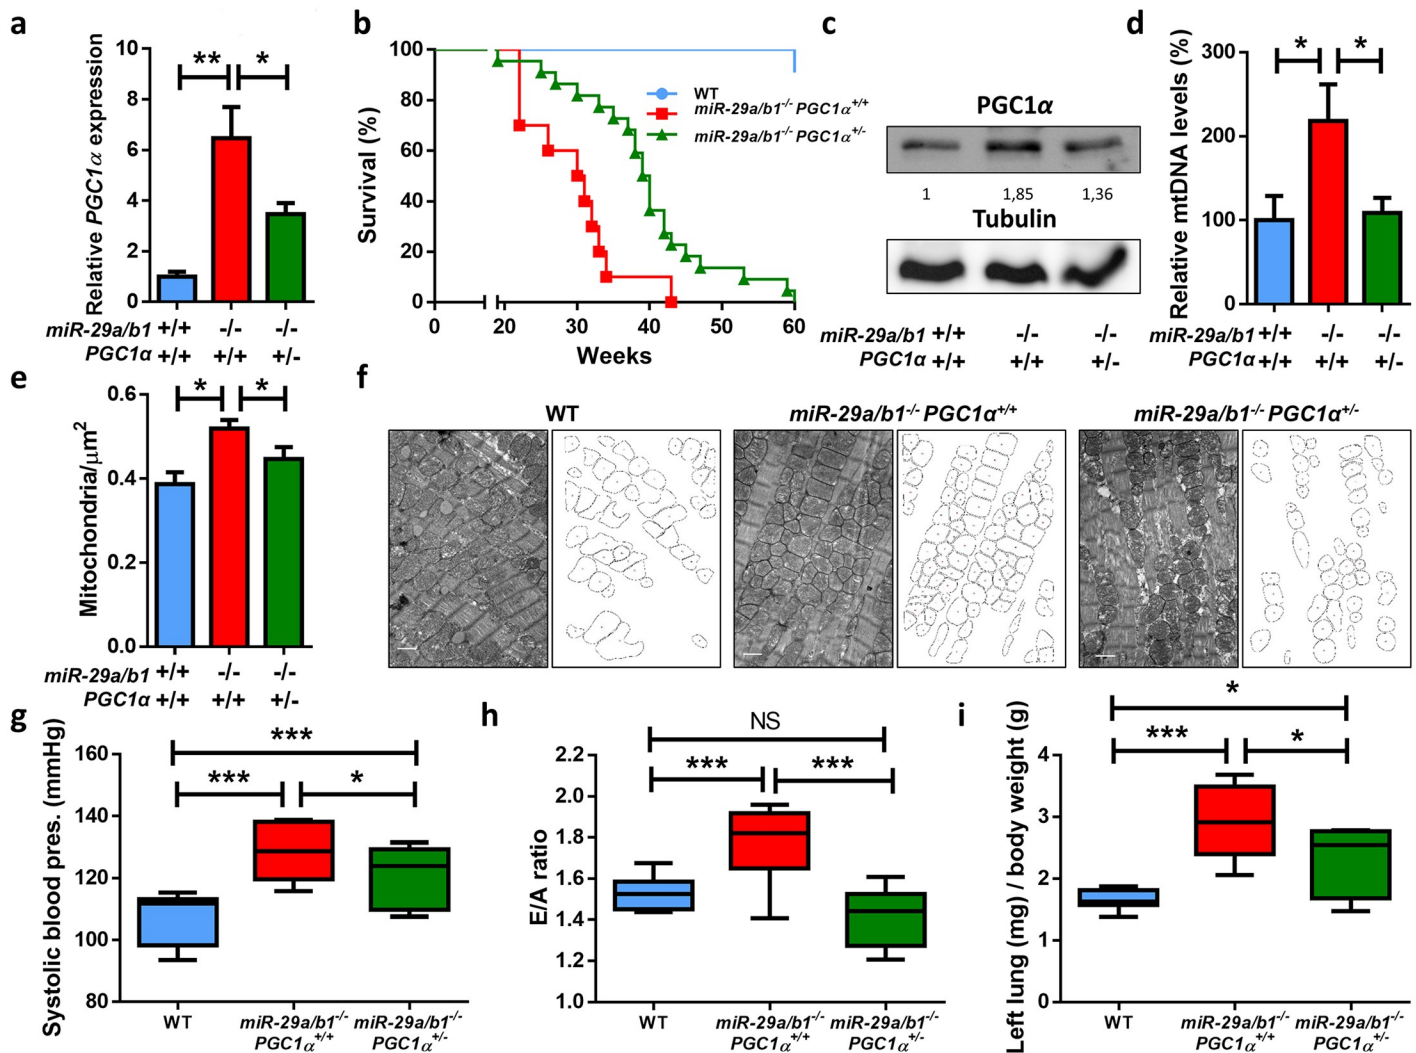 a
Relative PGC1α expression
10
8
6
4
2
0
**
*
miR-29a/b1 +/+ -/- -/-
PGC1α +/+ +/+ +/-
b
Survival (%)
100
80
60
40
20
0
WT
miR-29a/b1-/- PGC1α+/+
miR-29a/b1-/- PGC1α+/-
0 20 30 40 50 60
Weeks
c
PGC1α
1 1,85 1,36
Tubulin
miR-29a/b1 +/+ -/- -/-
PGC1α +/+ +/+ +/-
d
Relative mtDNA levels (%)
300
200
100
0
*
*
miR-29a/b1 +/+ -/- -/-
PGC1α +/+ +/+ +/-
e
Mitochondria/µm2
0.6
0.4
0.2
0.0
*
*
miR-29a/b1 +/+ -/- -/-
PGC1α +/+ +/+ +/-
f
WT
miR-29a/b1-/- PGC1α+/+
miR-29a/b1-/- PGC1α+/-
g
Systolic blood pres. (mmHg)
160
140
120
100
80
***
***
*
WT
miR-29a/b1-/-
PGC1α+/+
miR-29a/b1-/-
PGC1α+/-
h
E/A ratio
2.2
2.0
1.8
1.6
1.4
1.2
1.0
NS
***
***
WT
miR-29a/b1-/-
PGC1α+/+
miR-29a/b1-/-
PGC1α+/-
i
Left lung (mg) / body weight (g)
4
3
2
1
0
*
***
*
WT
miR-29a/b1-/-
PGC1α+/+
miR-29a/b1-/-
PGC1α+/-